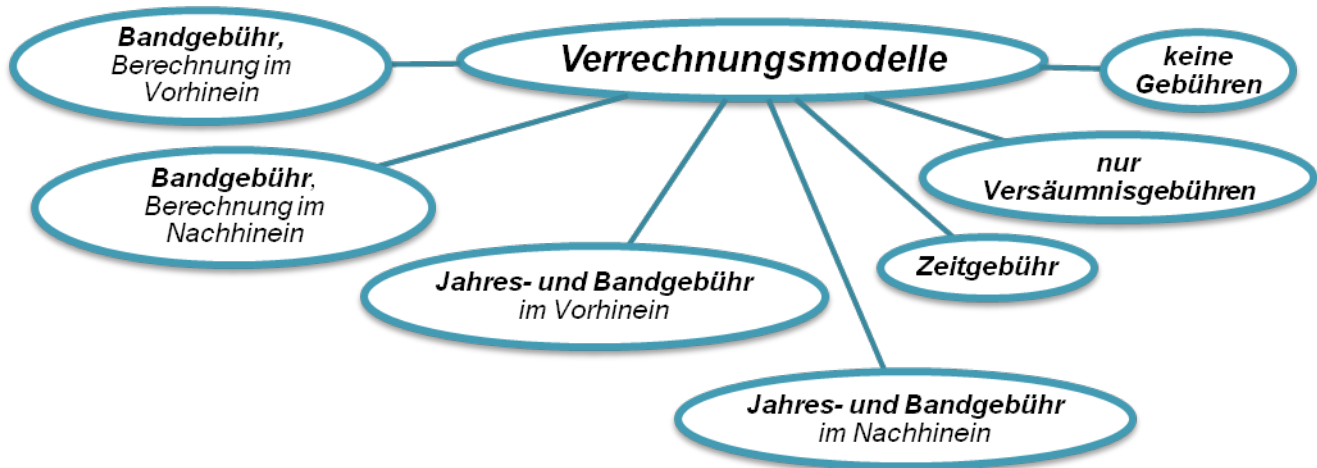 Verrechnungsmodelle
Bandgebühr,
Berechnung im
Vorhinein
Bandgebühr,
Berechnung im
Nachhinein
Jahres- und Bandgebühr
im Vorhinein
Jahres- und Bandgebühr
im Nachhinein
Zeitgebühr
nur
Versäumnisgebühren
keine
Gebühren